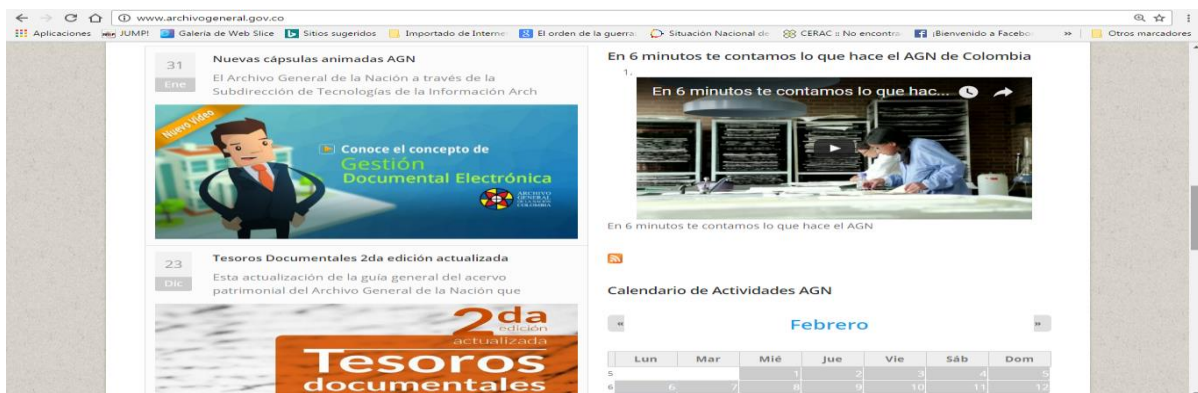 www.archivogeneral.gov.co
Aplicaciones JUMP! Galería de Web Slice Sitios sugeridos Importado de Interne El orden de la guerra: Situación Nacional de CERAC :: No encontra ¡Bienvenido a Facebo » Otros marcadores
31
Ene
Nuevas cápsulas animadas AGN
El Archivo General de la Nación a través de la
Subdirección de Tecnologías de la Información Arch
Nuevo Video
Conoce el concepto de
Gestión
Documental Electrónica
ARCHIVO
GENERAL
23
Dic
Tesoros Documentales 2da edición actualizada
Esta actualización de la guía general del acervo
patrimonial del Archivo General de la Nación que
2da
edición
actualizada
Tesoros
documentales
En 6 minutos te contamos lo que hace el AGN de Colombia
1.
En 6 minutos te contamos lo que hac...
En 6 minutos te contamos lo que hace el AGN
Calendario de Actividades AGN
« Febrero »
Lun Mar Mié Jue Vie Sáb Dom
5 1 2 3 4 5
6 6 7 8 9 10 11 12